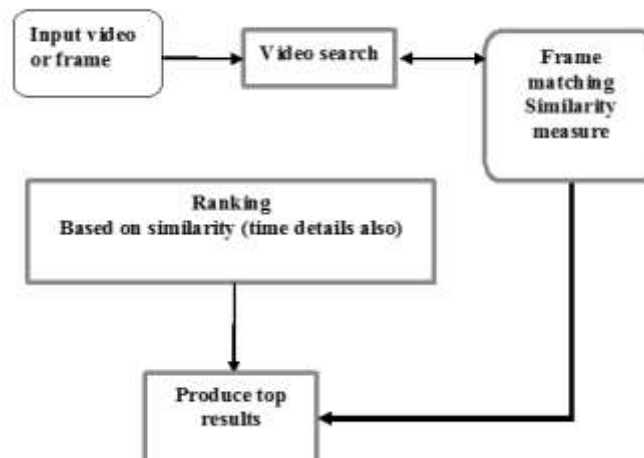 Input video
or frame
Video search
Frame
matching
Similarity
measure
Ranking
Based on similarity (time details also)
Produce top
results